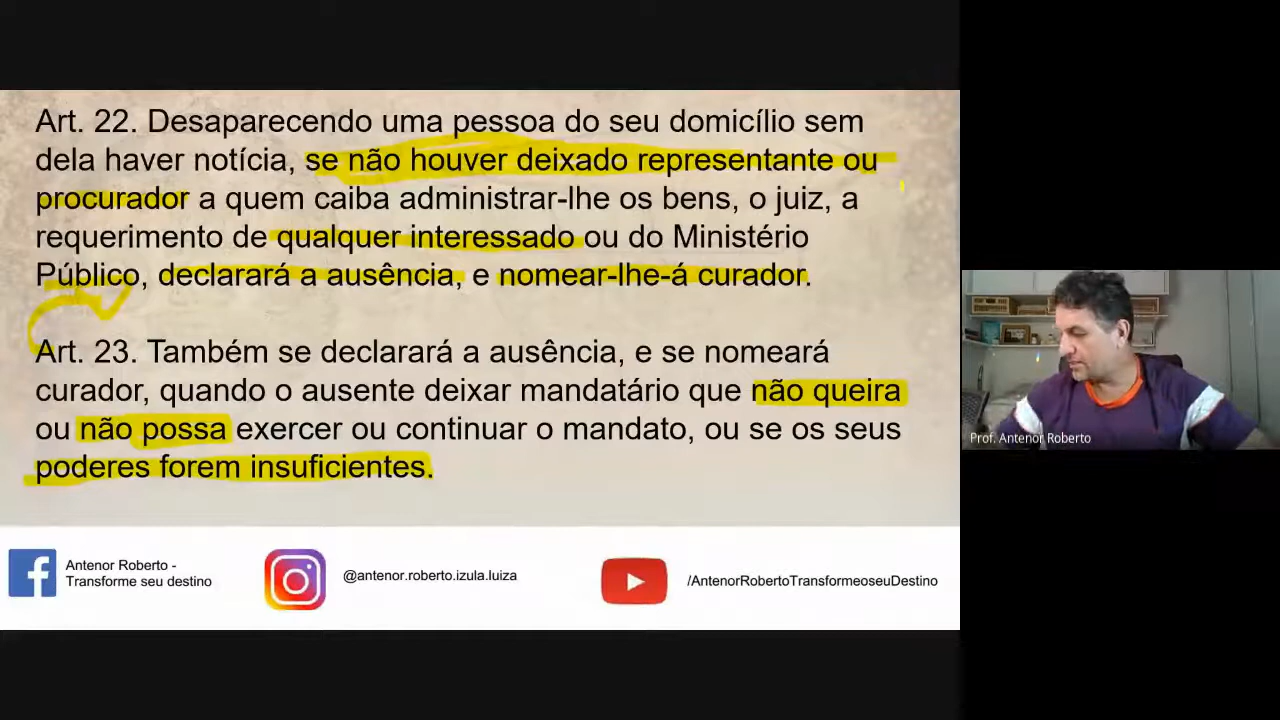 Art. 22. Desaparecendo uma pessoa do seu domicílio sem
dela haver notícia, se não houver deixado representante ou
procurador a quem caiba administrar-lhe os bens, o juiz, a
requerimento de qualquer interessado ou do Ministério
Público, declarará a ausência, e nomear-lhe-á curador.
Art. 23. Também se declarará a ausência, e se nomeará
curador, quando o ausente deixar mandatário que não queira
ou não possa exercer ou continuar o mandato, ou se os seus
poderes forem insuficientes.
Antenor Roberto -
Transforme seu destino
@antenor.roberto.izula.luiza
/AntenorRobertoTransformeoseuDestino
Prof. Antenor Roberto